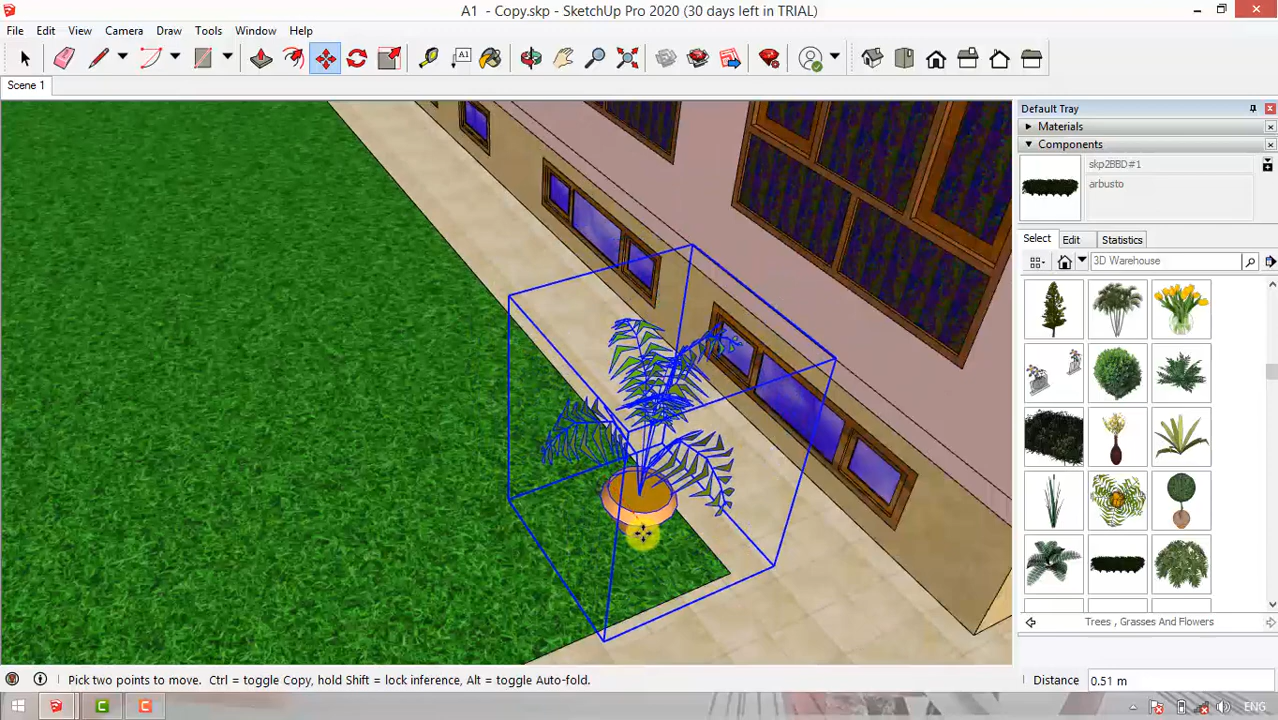 A1 - Copy.skp - SketchUp Pro 2020 (30 days left in TRIAL)
File Edit View Camera Draw Tools Window Help
A1
Scene 1
Default Tray
Materials
Components
skp2BBD#1
arbusto
Select Edit Statistics
3D Warehouse
Trees , Grasses And Flowers
Pick two points to move. Ctrl = toggle Copy, hold Shift = lock inference, Alt = toggle Auto-fold.
Distance 0.51 m
ENG